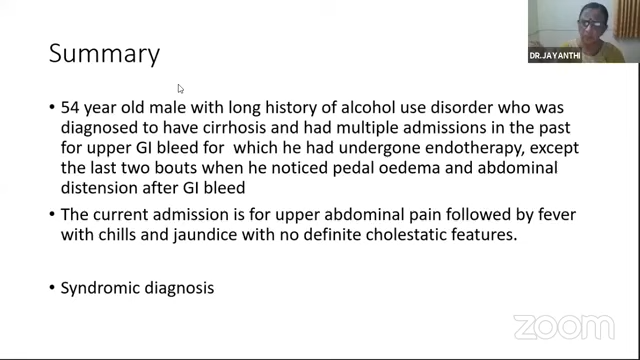 DR.JAYANTHI
Summary
• 54 year old male with long history of alcohol use disorder who was
diagnosed to have cirrhosis and had multiple admissions in the past
for upper GI bleed for which he had undergone endotherapy, except
the last two bouts when he noticed pedal oedema and abdominal
distension after GI bleed
• The current admission is for upper abdominal pain followed by fever
with chills and jaundice with no definite cholestatic features.
• Syndromic diagnosis
zoom